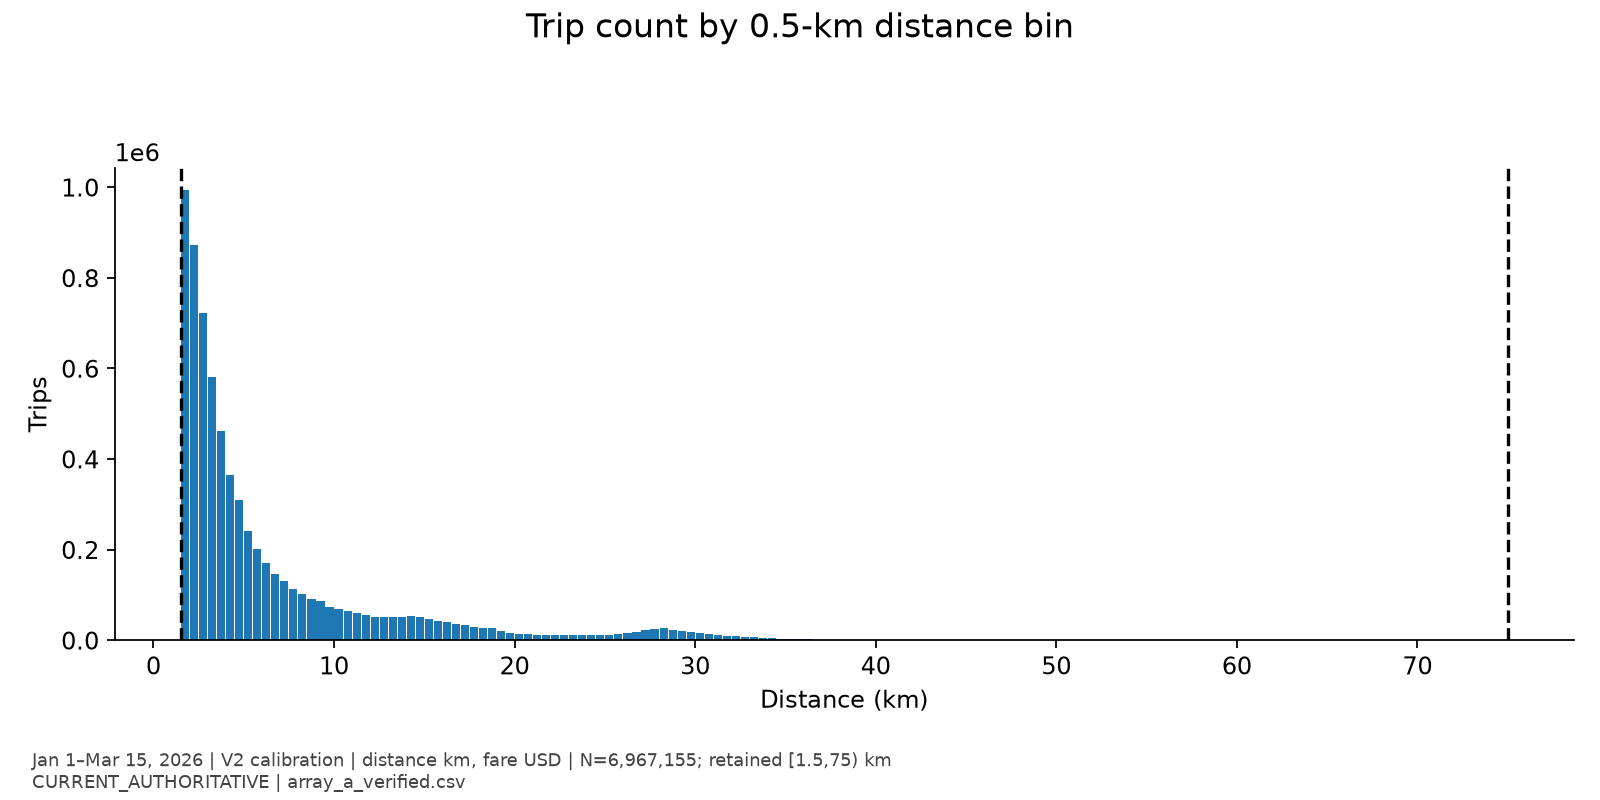 Trip count by 0.5-km distance bin
1e6
1.0
0.8
0.6
0.4
0.2
0.0
Trips
0 10 20 30 40 50 60 70
Distance (km)
Jan 1–Mar 15, 2026 | V2 calibration | distance km, fare USD | N=6,967,155; retained [1.5,75) km
CURRENT_AUTHORITATIVE | array_a_verified.csv